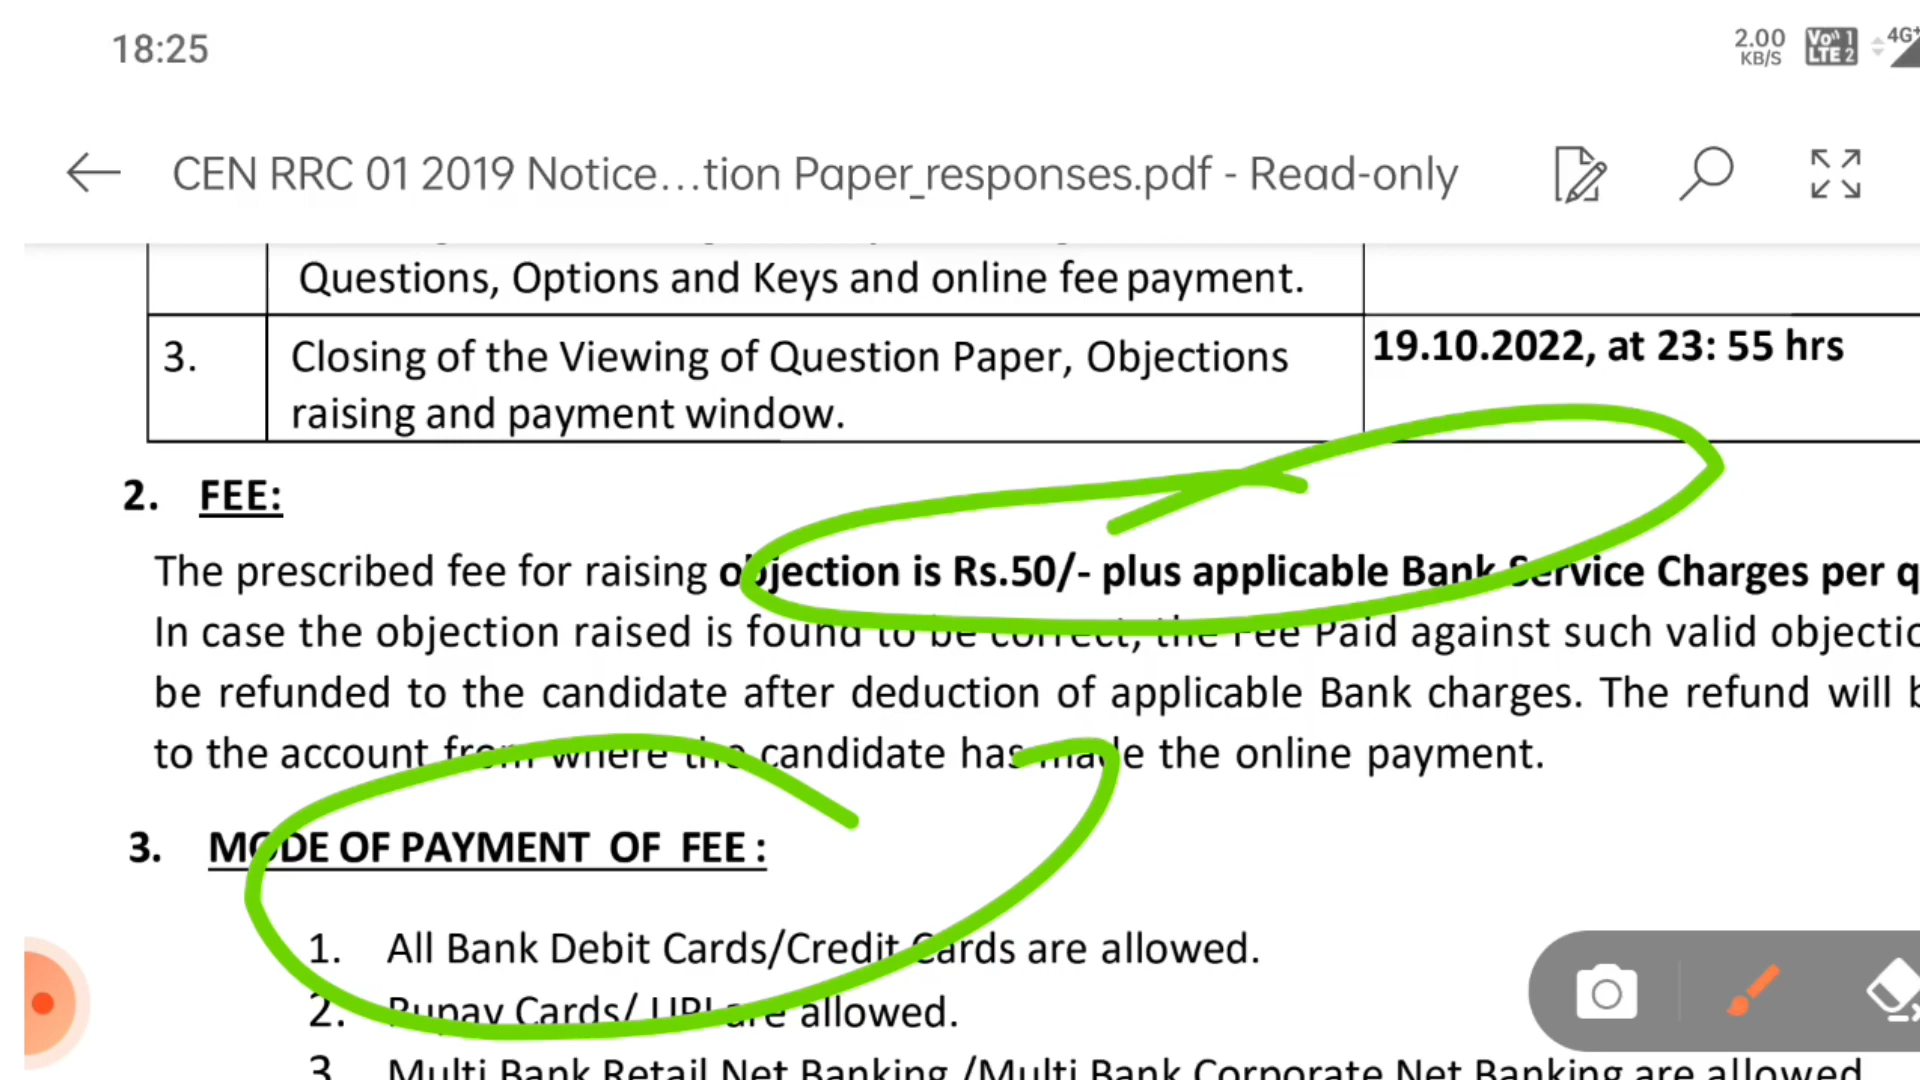 18:25
2.00
KB/S
Vo 1
LTE 2
4G+
CEN RRC 01 2019 Notice...tion Paper_responses.pdf - Read-only
Questions, Options and Keys and online fee payment.
3. Closing of the Viewing of Question Paper, Objections 19.10.2022, at 23: 55 hrs
raising and payment window.
2. FEE:
The prescribed fee for raising objection is Rs.50/- plus applicable Bank Service Charges per
In case the objection raised is found to be correct, the Fee Paid against such valid
be refunded to the candidate after deduction of applicable Bank charges. The refund will
to the account from where the candidate has made the online payment.
3. MODE OF PAYMENT OF FEE :
1. All Bank Debit Cards/Credit Cards are allowed.
2. Rupay Cards/ UPI are allowed.
3. Multi Bank Retail Net Banking /Multi Bank Corporate Net Banking are allowed